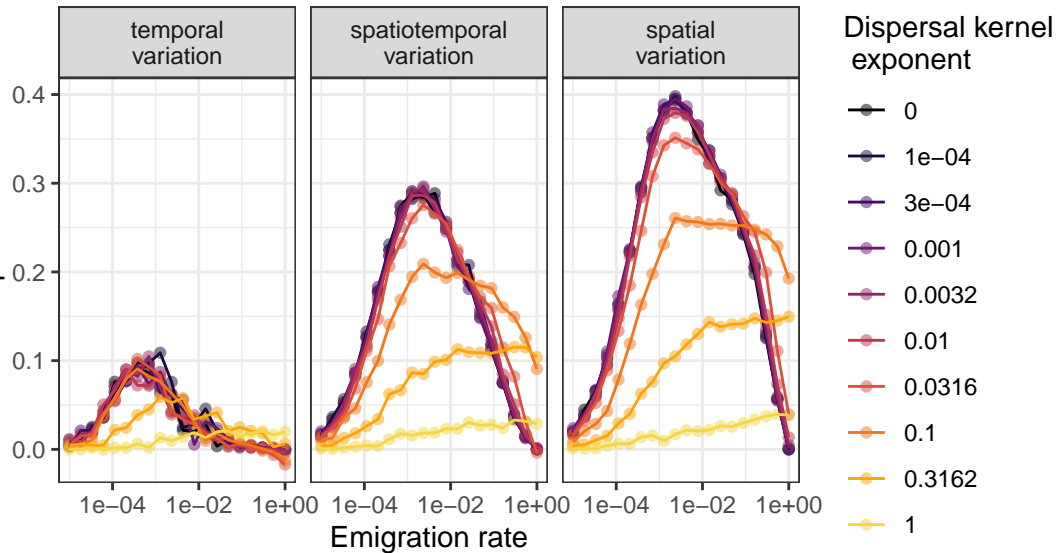 temporal
variation
spatiotemporal
variation
spatial
variation
0.4
0.3
0.2
0.1
0.0
1e−04 1e−02 1e+00
1e−04 1e−02 1e+00
1e−04 1e−02 1e+00
Emigration rate
Dispersal kernel
exponent
0
1e−04
3e−04
0.001
0.0032
0.01
0.0316
0.1
0.3162
1